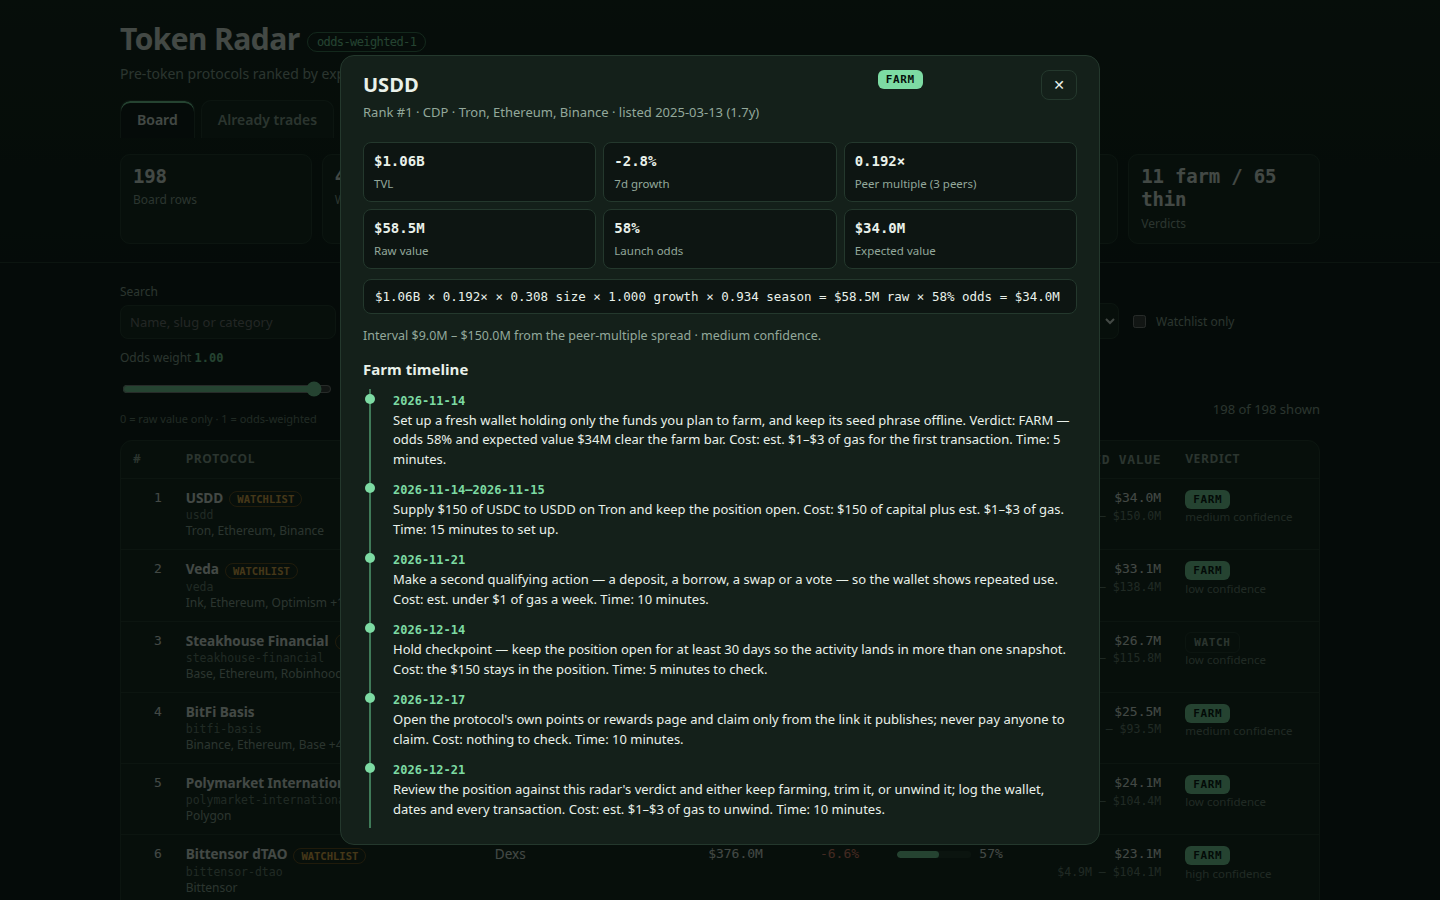 Token Radar odds-weighted-1
Pre-token protocols ranked by exp
Board Already trades
198
Board rows
11 farm / 65
thin
Verdicts
Search
Name, slug or category
Watchlist only
Odds weight 1.00
0 = raw value only · 1 = odds-weighted
198 of 198 shown
# PROTOCOL D VALUE VERDICT
1 USDD WATCHLIST $34.0M FARM
usdd – $150.0M medium confidence
Tron, Ethereum, Binance
2 Veda WATCHLIST $33.1M FARM
veda – $138.4M low confidence
Ink, Ethereum, Optimism
3 Steakhouse Financial $26.7M WATCH
steakhouse-financial – $115.8M low confidence
Base, Ethereum, Robinhood
4 BitFi Basis $25.5M FARM
bitfi-basis – $93.5M medium confidence
Binance, Ethereum, Base +4
5 Polymarket Internation $24.1M FARM
polymarket-internationa – $104.4M low confidence
Polygon
6 Bittensor dTAO WATCHLIST Dexs $376.0M -6.6% 57% $23.1M FARM
bittensor-dtao $4.9M – $104.1M high confidence
Bittensor
USDD FARM ✕
Rank #1 · CDP · Tron, Ethereum, Binance · listed 2025-03-13 (1.7y)
$1.06B -2.8% 0.192×
TVL 7d growth Peer multiple (3 peers)
$58.5M 58% $34.0M
Raw value Launch odds Expected value
$1.06B × 0.192× × 0.308 size × 1.000 growth × 0.934 season = $58.5M raw × 58% odds = $34.0M
Interval $9.0M – $150.0M from the peer-multiple spread · medium confidence.
Farm timeline
2026-11-14
Set up a fresh wallet holding only the funds you plan to farm, and keep its seed phrase offline. Verdict: FARM —
odds 58% and expected value $34M clear the farm bar. Cost: est. $1–$3 of gas for the first transaction. Time: 5
minutes.
2026-11-14—2026-11-15
Supply $150 of USDC to USDD on Tron and keep the position open. Cost: $150 of capital plus est. $1–$3 of gas.
Time: 15 minutes to set up.
2026-11-21
Make a second qualifying action — a deposit, a borrow, a swap or a vote — so the wallet shows repeated use.
Cost: est. under $1 of gas a week. Time: 10 minutes.
2026-12-14
Hold checkpoint — keep the position open for at least 30 days so the activity lands in more than one snapshot.
Cost: the $150 stays in the position. Time: 5 minutes to check.
2026-12-17
Open the protocol's own points or rewards page and claim only from the link it publishes; never pay anyone to
claim. Cost: nothing to check. Time: 10 minutes.
2026-12-21
Review the position against this radar's verdict and either keep farming, trim it, or unwind it; log the wallet,
dates and every transaction. Cost: est. $1–$3 of gas to unwind. Time: 10 minutes.